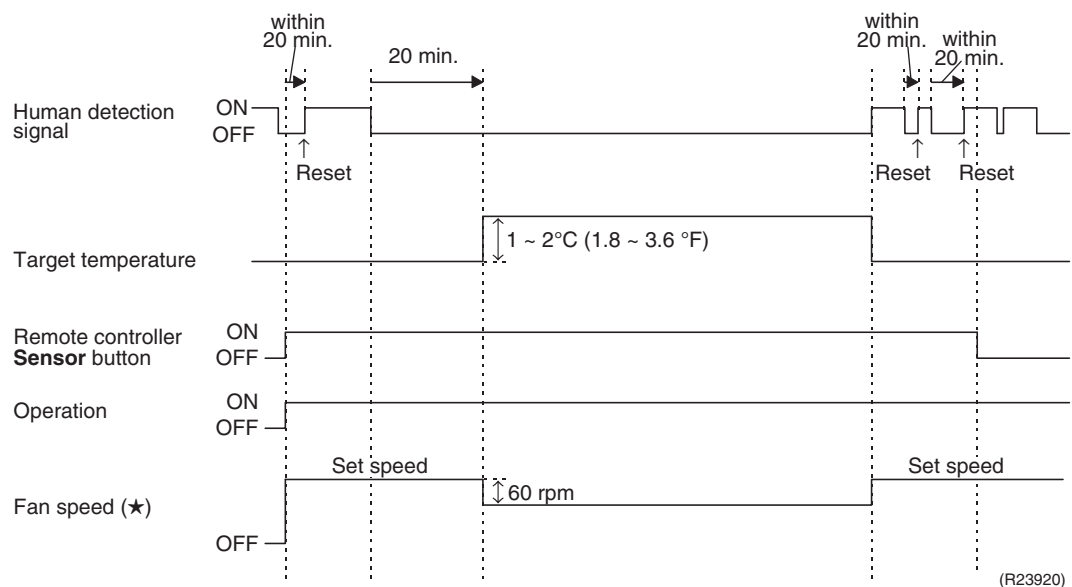 within
20 min.
20 min.
within
20 min.
within
20 min.
Human detection
signal
ON
OFF
Reset
Reset
Reset
Target temperature
1 ~ 2°C (1.8 ~ 3.6 °F)
Remote controller
Sensor button
ON
OFF
Operation
ON
OFF
Set speed
Set speed
Fan speed (★)
60 rpm
OFF
(R23920)